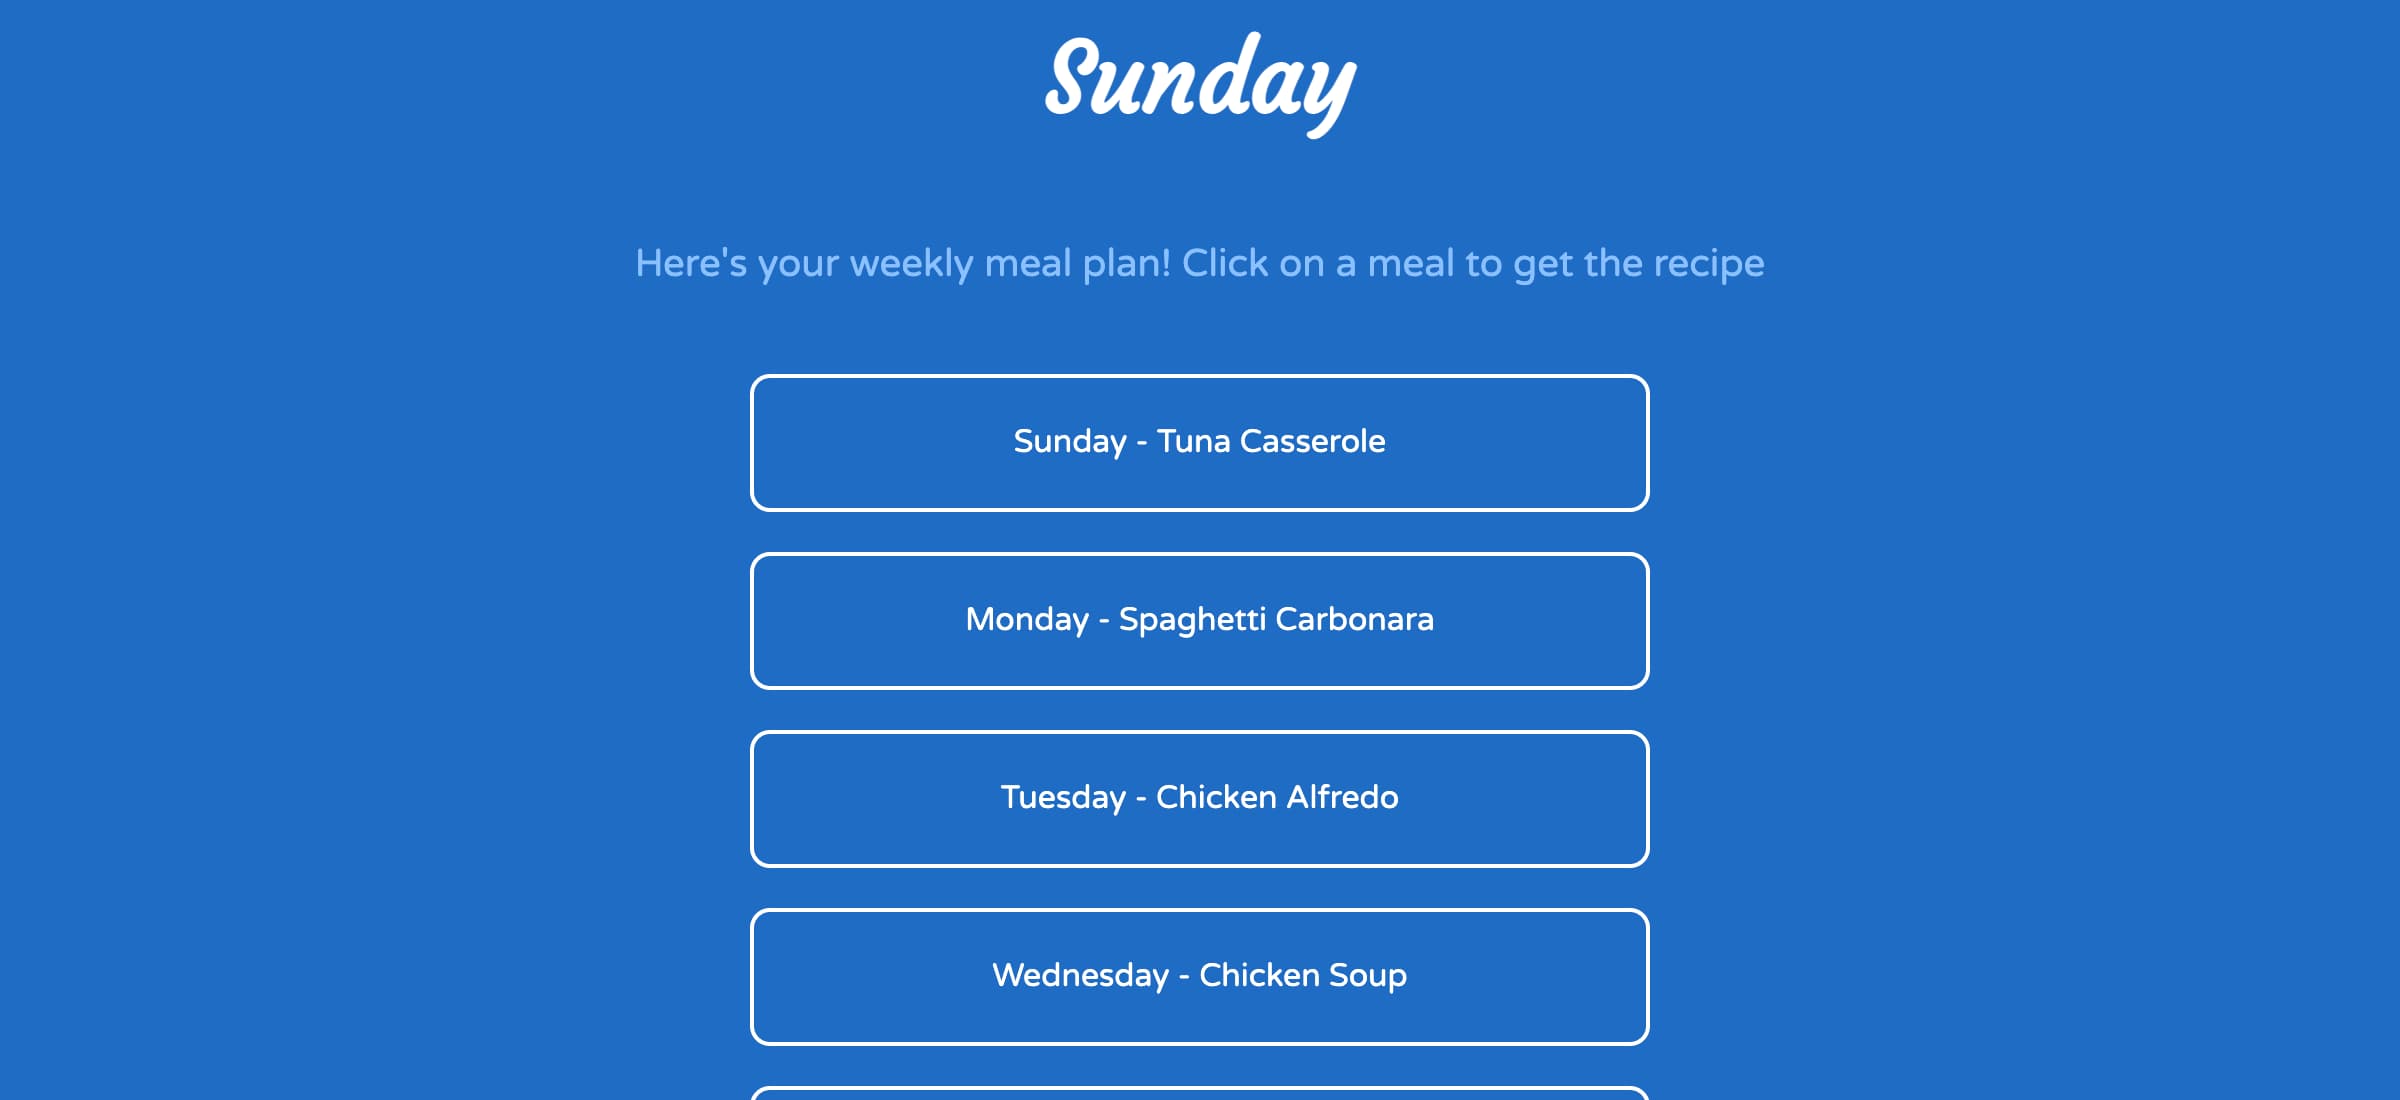 Sunday
Here's your weekly meal plan! Click on a meal to get the recipe
Sunday - Tuna Casserole
Monday - Spaghetti Carbonara
Tuesday - Chicken Alfredo
Wednesday - Chicken Soup